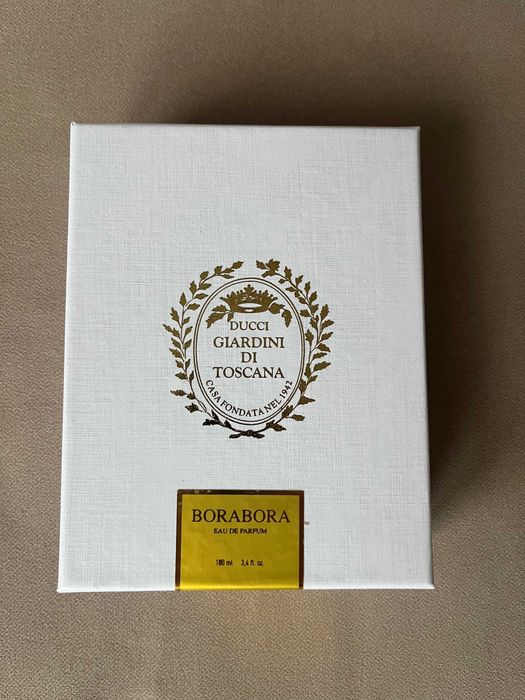 DUCCI
GIARDINI
DI
TOSCANA
CASA FONDATA NEL 1942
BORABORA
EAU DE PARFUM
100 ml 3,4 fl. oz.